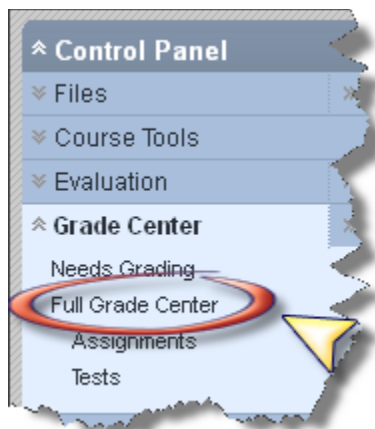 Control Panel
Files
Course Tools
Evaluation
Grade Center
Needs Grading
Full Grade Center
Assignments
Tests